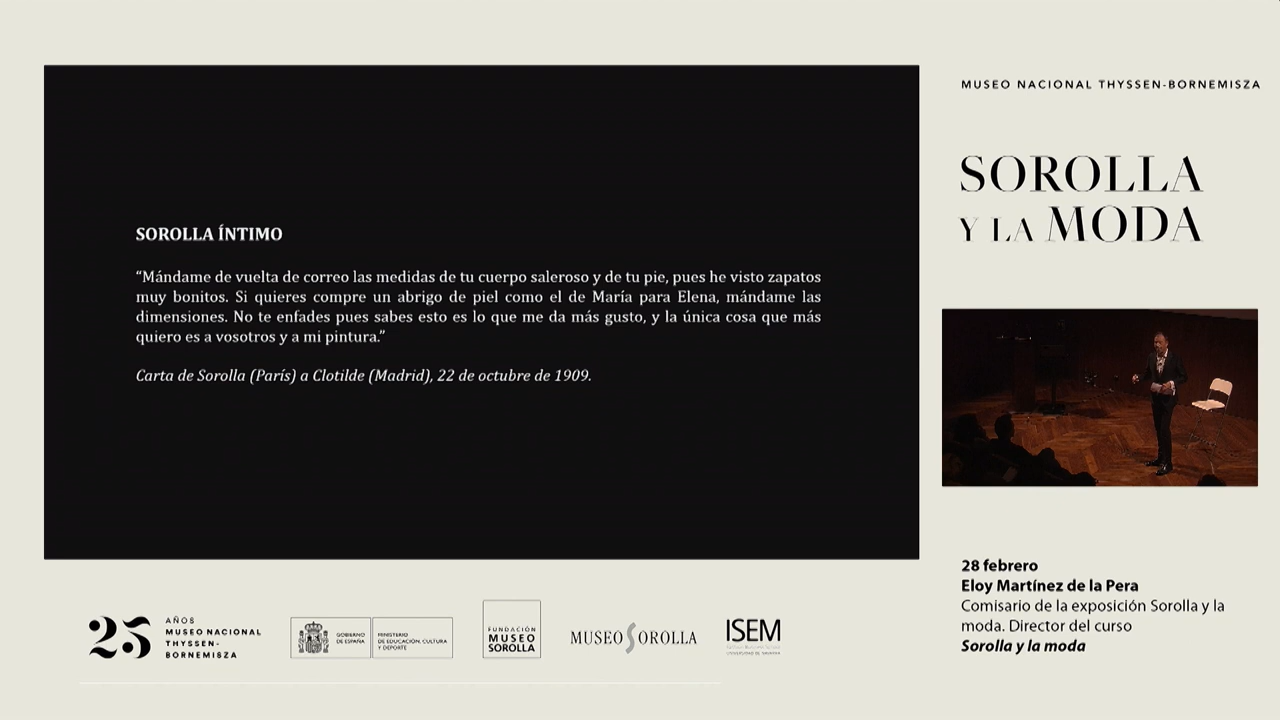 MUSEO NACIONAL THYSSEN-BORNEMISZA
SOROLLA
Y LA MODA
SOROLLA ÍNTIMO
“Mándame de vuelta de correo las medidas de tu cuerpo saleroso y de tu pie, pues he visto zapatos
muy bonitos. Si quieres compre un abrigo de piel como el de María para Elena, mándame las
dimensiones. No te enfades pues sabes esto es lo que me da más gusto, y la única cosa que más
quiero es a vosotros y a mi pintura.”
Carta de Sorolla (París) a Clotilde (Madrid), 22 de octubre de 1909.
28 febrero
Eloy Martínez de la Pera
Comisario de la exposición Sorolla y la
moda. Director del curso
Sorolla y la moda
25 AÑOS
MUSEO NACIONAL
THYSSEN-
BORNEMISZA
GOBIERNO
DE ESPAÑA
MINISTERIO
DE EDUCACIÓN, CULTURA
Y DEPORTE
FUNDACIÓN
MUSEO
SOROLLA
MUSEO SOROLLA
ISEM